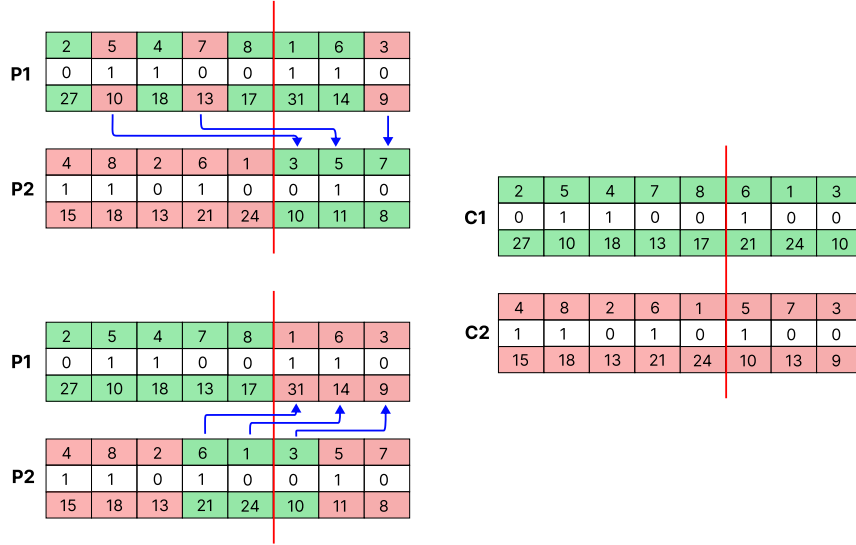 2 5 4 7 8 1 6 3
P1 0 1 1 0 0 1 1 0
27 10 18 13 17 31 14 9
4 8 2 6 1 3 5 7
P2 1 1 0 1 0 0 1 0
15 18 13 21 24 10 11 8
2 5 4 7 8 6 1 3
C1 0 1 1 0 0 1 0 0
27 10 18 13 17 21 24 10
4 8 2 6 1 5 7 3
C2 1 1 0 1 0 1 0 0
15 18 13 21 24 10 13 9
2 5 4 7 8 1 6 3
P1 0 1 1 0 0 1 1 0
27 10 18 13 17 31 14 9
4 8 2 6 1 3 5 7
P2 1 1 0 1 0 0 1 0
15 18 13 21 24 10 11 8